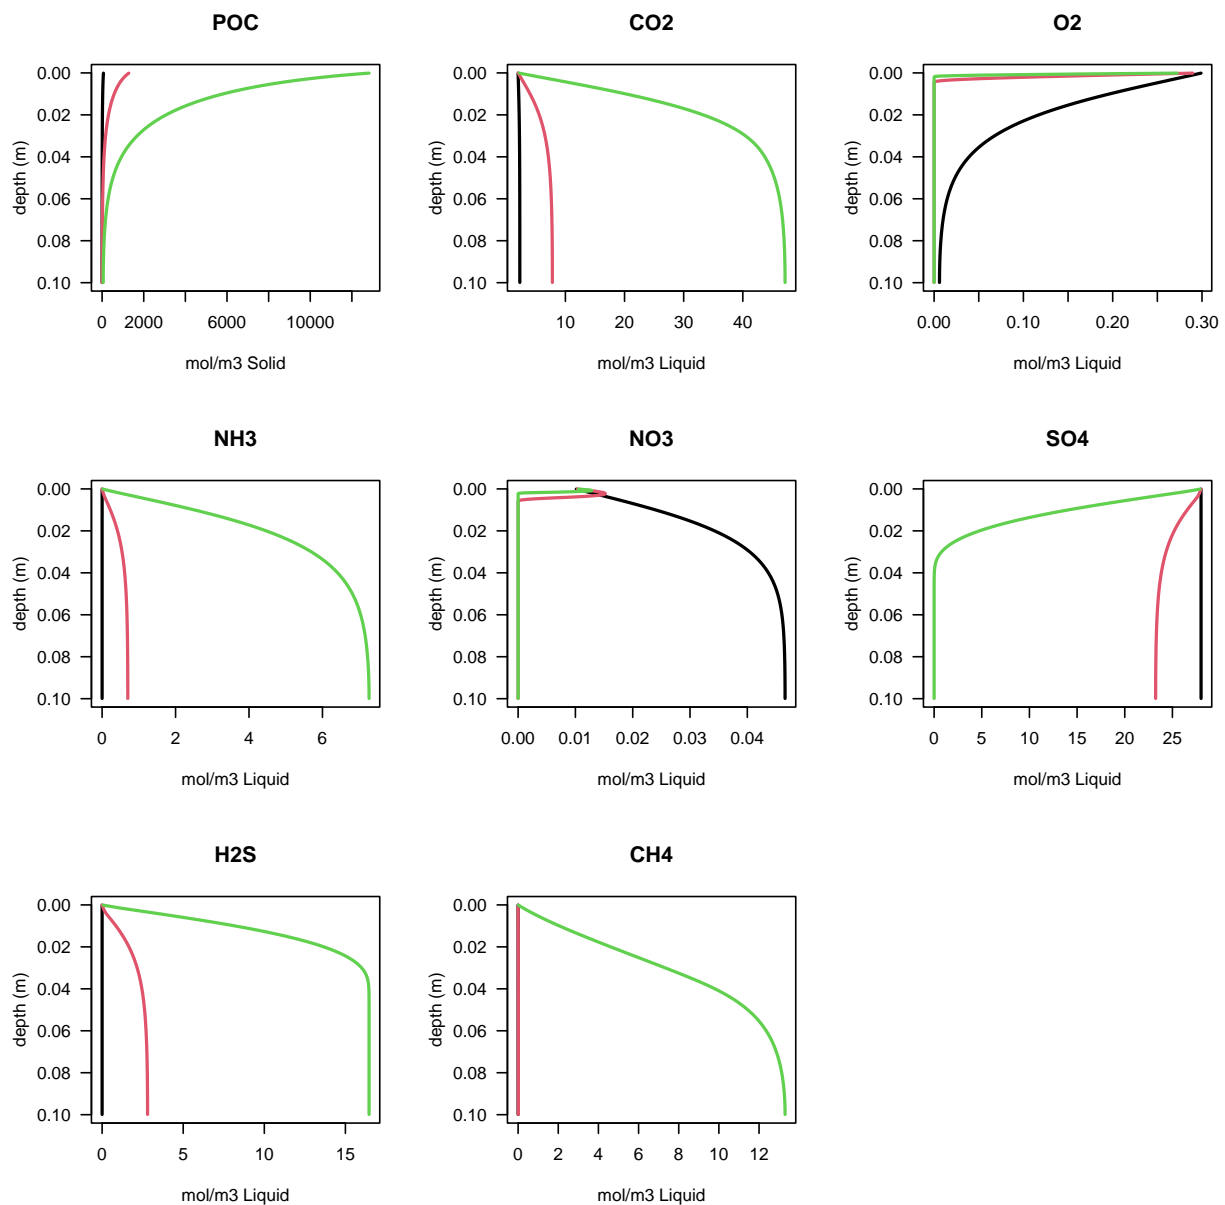 POC
0.00
0.02
0.04
0.06
0.08
0.10
depth (m)
0 2000 6000 10000
mol/m3 Solid
CO2
0.00
0.02
0.04
0.06
0.08
0.10
depth (m)
10 20 30 40
mol/m3 Liquid
O2
0.00
0.02
0.04
0.06
0.08
0.10
depth (m)
0.00 0.10 0.20 0.30
mol/m3 Liquid
NH3
0.00
0.02
0.04
0.06
0.08
0.10
depth (m)
0 2 4 6
mol/m3 Liquid
NO3
0.00
0.02
0.04
0.06
0.08
0.10
depth (m)
0.00 0.01 0.02 0.03 0.04
mol/m3 Liquid
SO4
0.00
0.02
0.04
0.06
0.08
0.10
depth (m)
0 5 10 15 20 25
mol/m3 Liquid
H2S
0.00
0.02
0.04
0.06
0.08
0.10
depth (m)
0 5 10 15
mol/m3 Liquid
CH4
0.00
0.02
0.04
0.06
0.08
0.10
depth (m)
0 2 4 6 8 10 12
mol/m3 Liquid